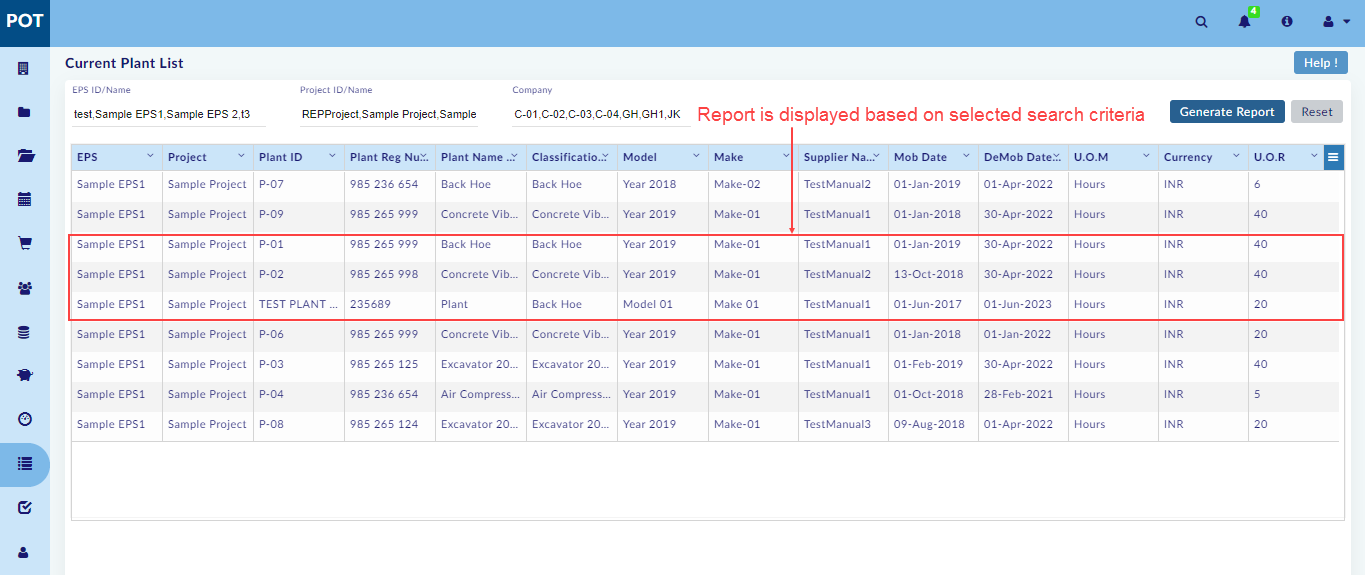 POT
4
Current Plant List
Help !
EPS ID/Name Project ID/Name Company
test,Sample EPS1,Sample EPS 2,t3 REPProject,Sample Project,Sample C-01,C-02,C-03,C-04,GH,GH1,JK
Report is displayed based on selected search criteria
Generate Report Reset
EPS Project Plant ID Plant Reg Nu... Plant Name ... Classificatio... Model Make Supplier Na... Mob Date DeMob Date... U.O.M Currency U.O.R
Sample EPS1 Sample Project P-07 985 236 654 Back Hoe Back Hoe Year 2018 Make-02 TestManual2 01-Jan-2019 01-Apr-2022 Hours INR 6
Sample EPS1 Sample Project P-09 985 265 999 Concrete Vib... Concrete Vib... Year 2019 Make-01 TestManual1 01-Jan-2018 30-Apr-2022 Hours INR 40
Sample EPS1 Sample Project P-01 985 265 999 Back Hoe Back Hoe Year 2019 Make-01 TestManual1 01-Jan-2019 30-Apr-2022 Hours INR 40
Sample EPS1 Sample Project P-02 985 265 998 Concrete Vib... Concrete Vib... Year 2019 Make-01 TestManual2 13-Oct-2018 30-Apr-2022 Hours INR 40
Sample EPS1 Sample Project TEST PLANT ... 235689 Plant Back Hoe Model 01 Make 01 TestManual1 01-Jun-2017 01-Jun-2023 Hours INR 20
Sample EPS1 Sample Project P-06 985 265 999 Concrete Vib... Concrete Vib... Year 2019 Make-01 TestManual1 01-Jan-2018 01-Jan-2022 Hours INR 20
Sample EPS1 Sample Project P-03 985 265 125 Excavator 20... Excavator 20... Year 2019 Make-01 TestManual1 01-Feb-2019 30-Apr-2022 Hours INR 40
Sample EPS1 Sample Project P-04 985 236 654 Air Compress... Air Compress... Year 2019 Make-01 TestManual1 01-Oct-2018 28-Feb-2021 Hours INR 5
Sample EPS1 Sample Project P-08 985 265 124 Excavator 20... Excavator 20... Year 2019 Make-01 TestManual3 09-Aug-2018 01-Apr-2022 Hours INR 20